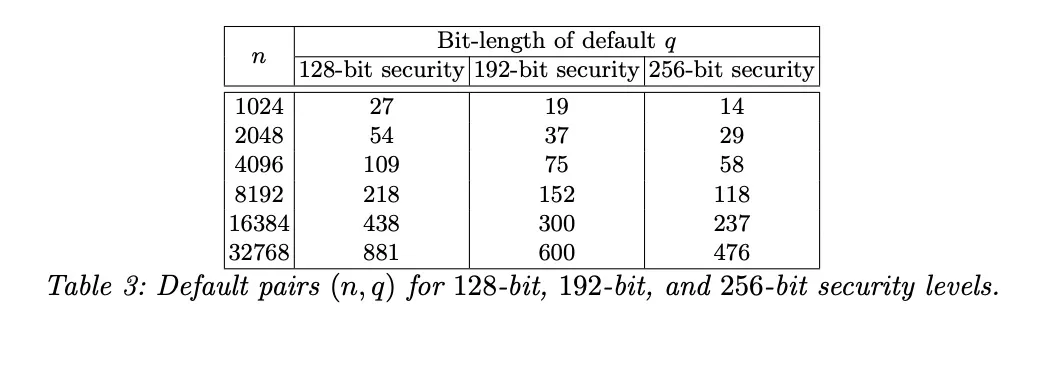 n Bit-length of default q
128-bit security 192-bit security 256-bit security
1024 27 19 14
2048 54 37 29
4096 109 75 58
8192 218 152 118
16384 438 300 237
32768 881 600 476
Table 3: Default pairs (n, q) for 128-bit, 192-bit, and 256-bit security levels.